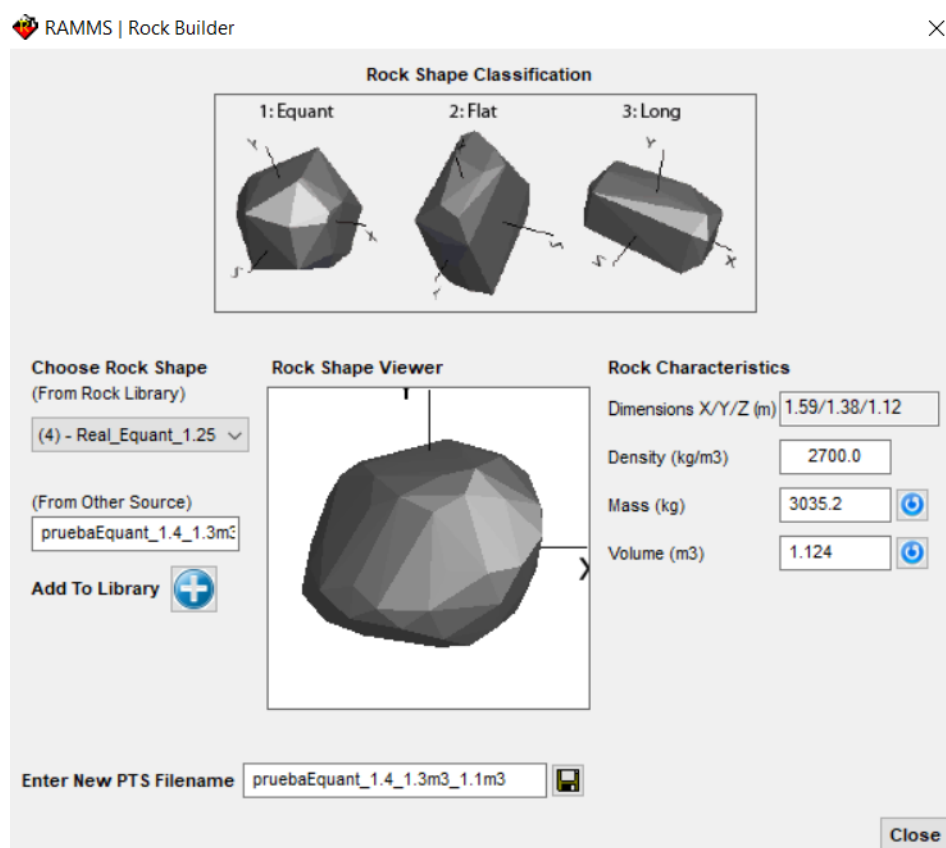 RAMMS | Rock Builder
Rock Shape Classification
1: Equant 2: Flat 3: Long
Y X Z
Y Z
Y Z X
Choose Rock Shape
(From Rock Library)
(4) - Real_Equant_1.25
(From Other Source)
pruebaEquant_1.4_1.3m3
Add To Library
Rock Shape Viewer
Y
X
Rock Characteristics
Dimensions X/Y/Z (m) 1.59/1.38/1.12
Density (kg/m3) 2700.0
Mass (kg) 3035.2
Volume (m3) 1.124
Enter New PTS Filename pruebaEquant_1.4_1.3m3_1.1m3
Close